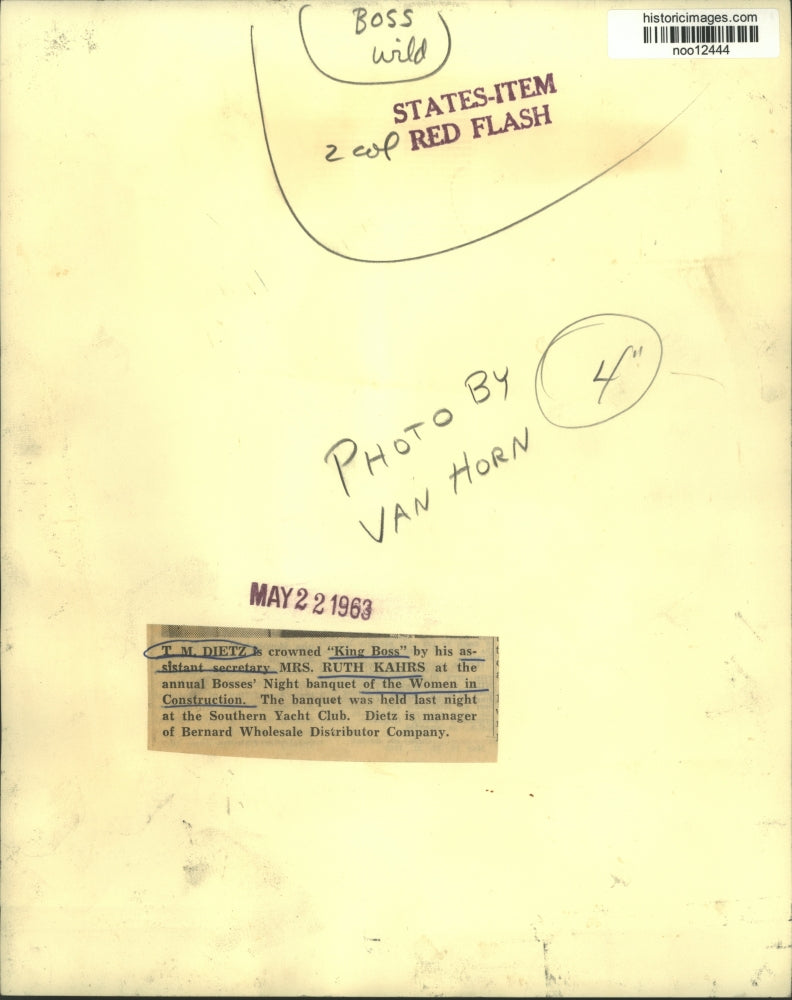 historicimages.com
noo12444
BOSS
wild
STATES-ITEM
2 col RED FLASH
4"
PHOTO BY
VAN HORN
MAY 22 1963
T. M. DIETZ is crowned "King Boss" by his as-
sistant secretary MRS. RUTH KAHRS at the
annual Bosses' Night banquet of the Women in
Construction. The banquet was held last night
at the Southern Yacht Club. Dietz is manager
of Bernard Wholesale Distributor Company.